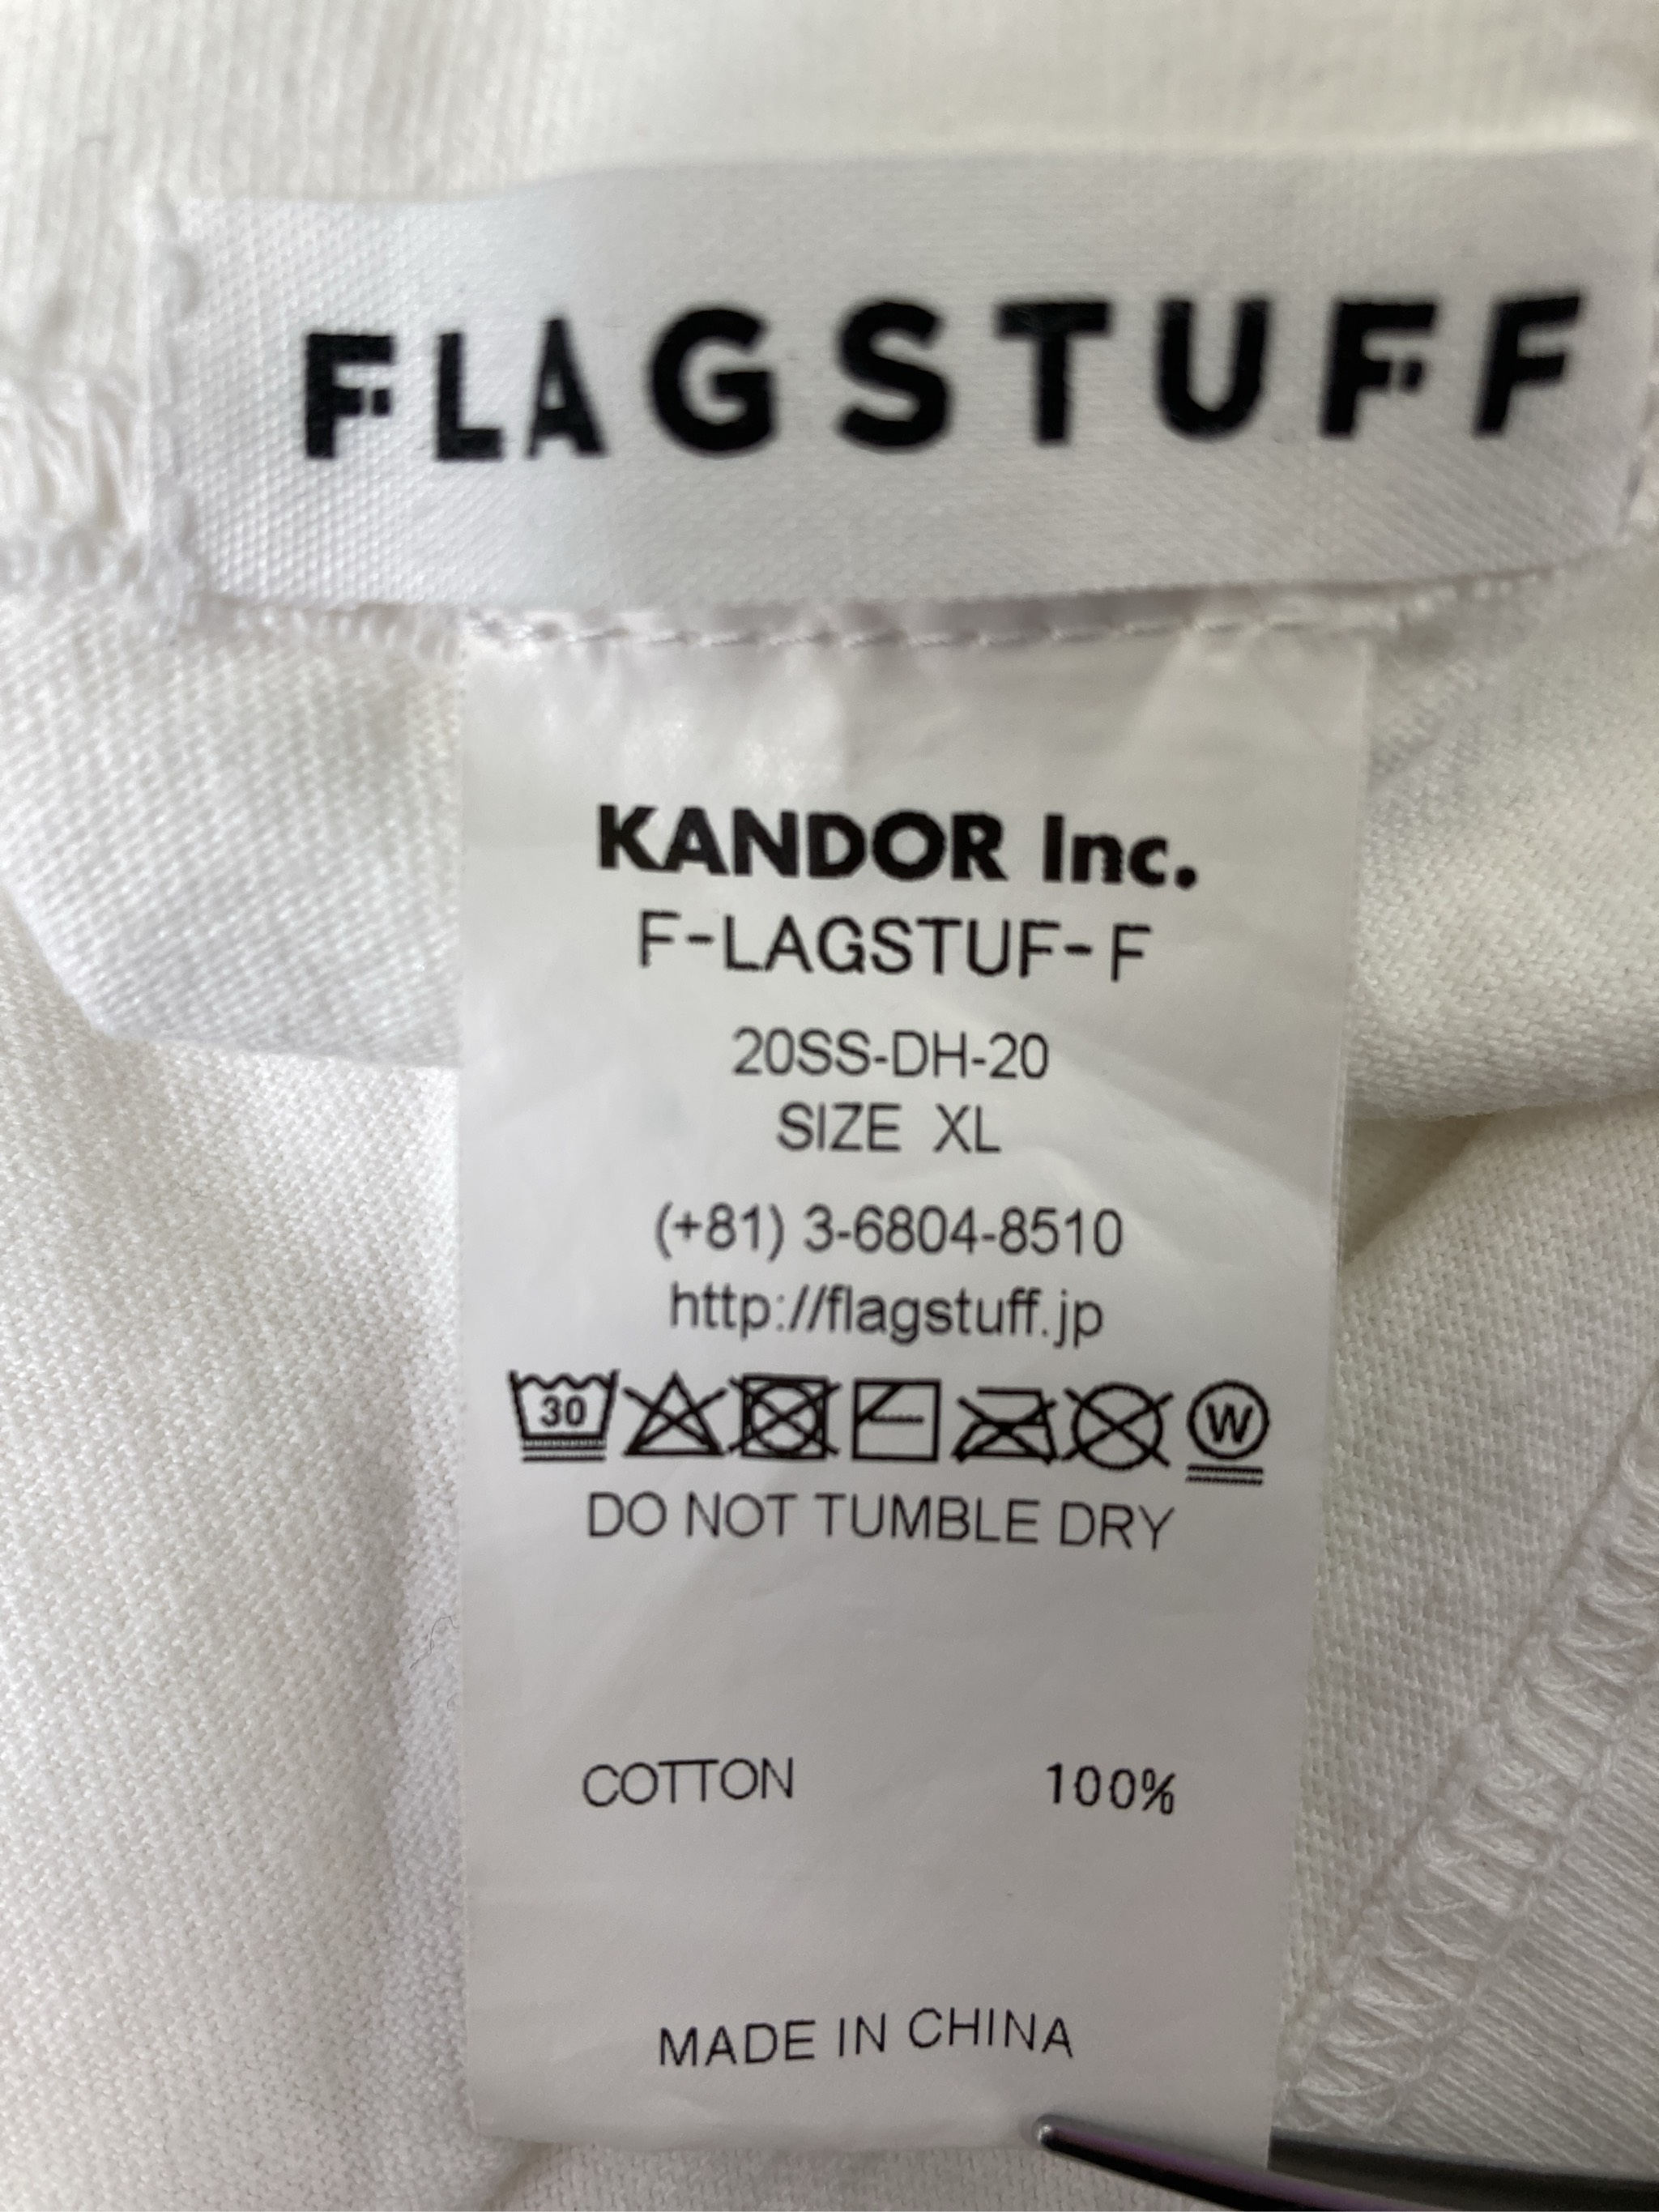 FLAGSTUFF
KANDOR Inc.
F-LAGSTUF-F
20SS-DH-20
SIZE XL
(+81) 3-6804-8510
http://flagstuff.jp
30 W
DO NOT TUMBLE DRY
COTTON 100%
MADE IN CHINA